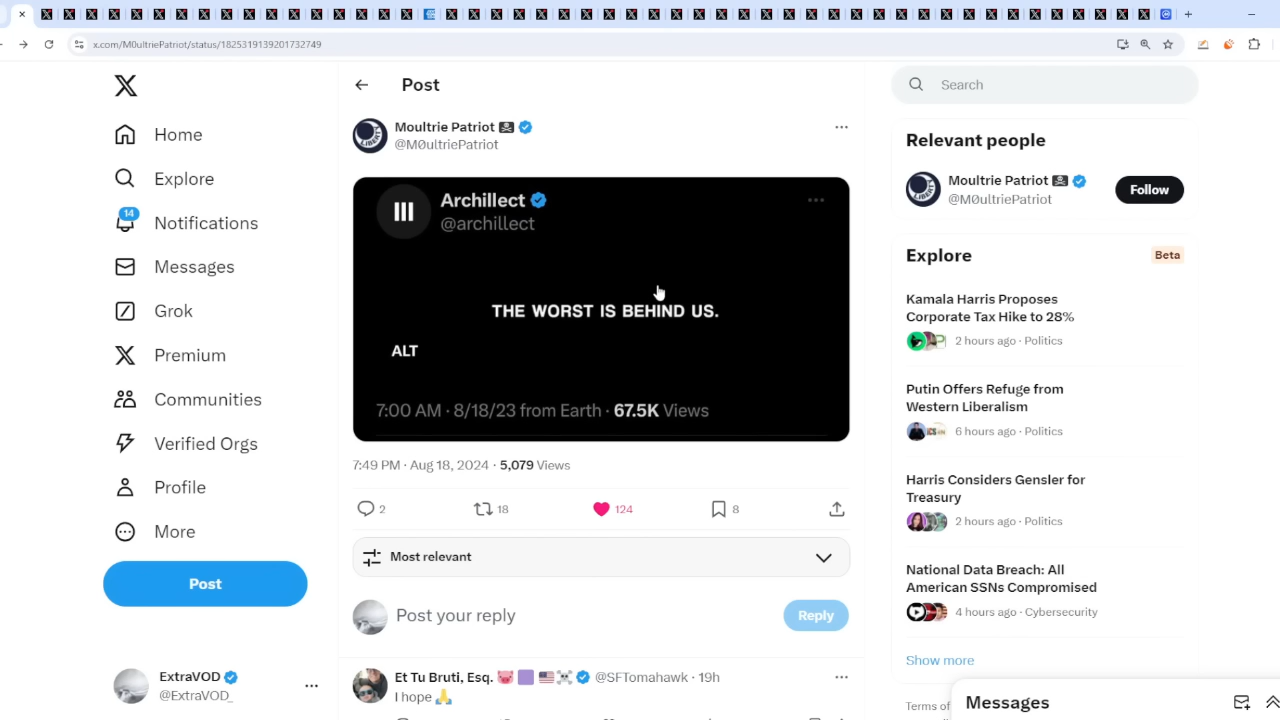 x.com/M0ultriePatriot/status/1825319139201732749
Home
Explore
14
Notifications
Messages
Grok
Premium
Communities
Verified Orgs
Profile
More
Post
ExtraVOD
@ExtraVOD_
Post
Moultrie Patriot
@M0ultriePatriot
Archillect
@archillect
THE WORST IS BEHIND US.
ALT
7:00 AM · 8/18/23 from Earth · 67.5K Views
7:49 PM · Aug 18, 2024 · 5,079 Views
2 18 124 8
Most relevant
Post your reply
Reply
Et Tu Bruti, Esq. @SFTomahawk · 19h
I hope 🙏
Search
Relevant people
Moultrie Patriot
@M0ultriePatriot
Follow
Explore
Beta
Kamala Harris Proposes
Corporate Tax Hike to 28%
2 hours ago · Politics
Putin Offers Refuge from
Western Liberalism
6 hours ago · Politics
Harris Considers Gensler for
Treasury
2 hours ago · Politics
National Data Breach: All
American SSNs Compromised
4 hours ago · Cybersecurity
Show more
Terms of
Messages